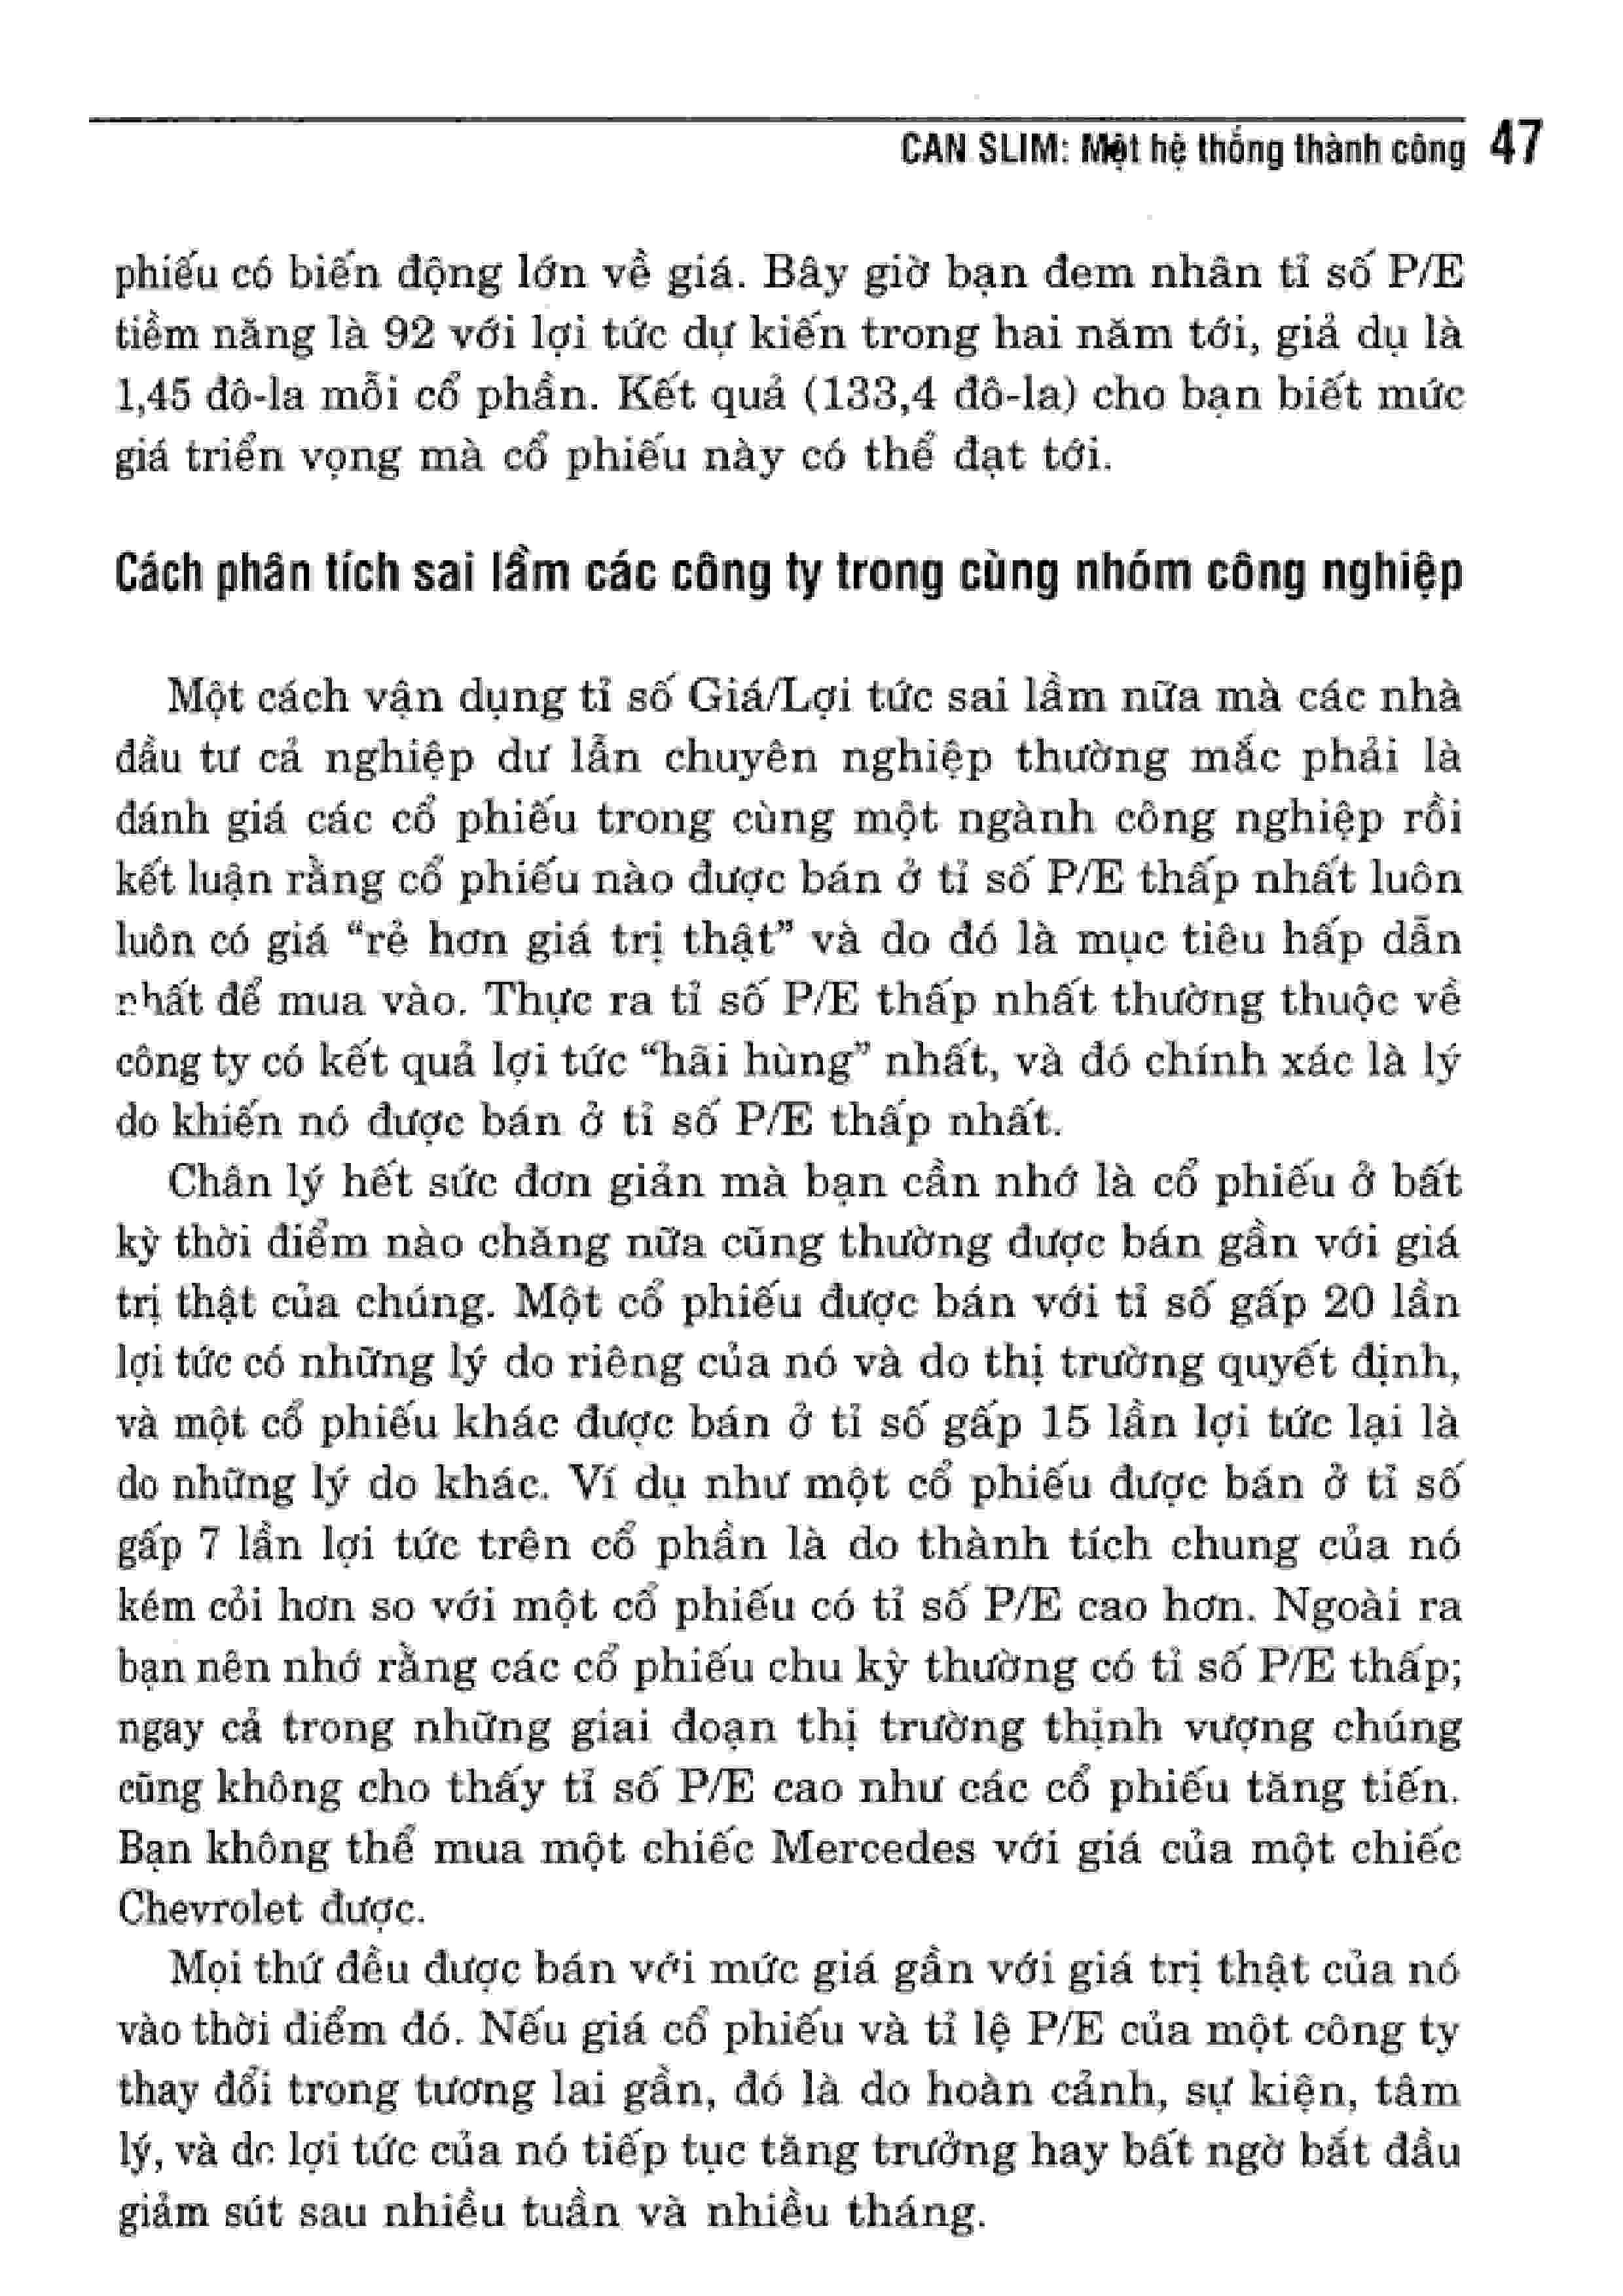 CAN SLIM: Một hệ thống thành công 47
phiếu có biến động lớn về giá. Bây giờ bạn đem nhân tỉ số P/E
tiềm năng là 92 với lợi tức dự kiến trong hai năm tới, giả dụ là
1,45 đô-la mỗi cổ phần. Kết quả (133,4 đô-la) cho bạn biết mức
giá triển vọng mà cổ phiếu này có thể đạt tới.
Cách phân tích sai lầm các công ty trong cùng nhóm công nghiệp
Một cách vận dụng tỉ số Giá/Lợi tức sai lầm nữa mà các nhà
đầu tư cả nghiệp dư lẫn chuyên nghiệp thường mắc phải là
đánh giá các cổ phiếu trong cùng một ngành công nghiệp rồi
kết luận rằng cổ phiếu nào được bán ở tỉ số P/E thấp nhất luôn
luôn có giá “rẻ hơn giá trị thật” và do đó là mục tiêu hấp dẫn
nhất để mua vào. Thực ra tỉ số P/E thấp nhất thường thuộc về
công ty có kết quả lợi tức “hãi hùng” nhất, và đó chính xác là lý
do khiến nó được bán ở tỉ số P/E thấp nhất.
Chân lý hết sức đơn giản mà bạn cần nhớ là cổ phiếu ở bất
kỳ thời điểm nào chăng nữa cũng thường được bán gần với giá
trị thật của chúng. Một cổ phiếu được bán với tỉ số gấp 20 lần
lợi tức có những lý do riêng của nó và do thị trường quyết định,
và một cổ phiếu khác được bán ở tỉ số gấp 15 lần lợi tức lại là
do những lý do khác. Ví dụ như một cổ phiếu được bán ở tỉ số
gấp 7 lần lợi tức trên cổ phần là do thành tích chung của nó
kém cỏi hơn so với một cổ phiếu có tỉ số P/E cao hơn. Ngoài ra
bạn nên nhớ rằng các cổ phiếu chu kỳ thường có tỉ số P/E thấp;
ngay cả trong những giai đoạn thị trường thịnh vượng chúng
cũng không cho thấy tỉ số P/E cao như các cổ phiếu tăng tiến.
Bạn không thể mua một chiếc Mercedes với giá của một chiếc
Chevrolet được.
Mọi thứ đều được bán với mức giá gần với giá trị thật của nó
vào thời điểm đó. Nếu giá cổ phiếu và tỉ lệ P/E của một công ty
thay đổi trong tương lai gần, đó là do hoàn cảnh, sự kiện, tâm
lý, và do lợi tức của nó tiếp tục tăng trưởng hay bất ngờ bắt đầu
giảm sút sau nhiều tuần và nhiều tháng.